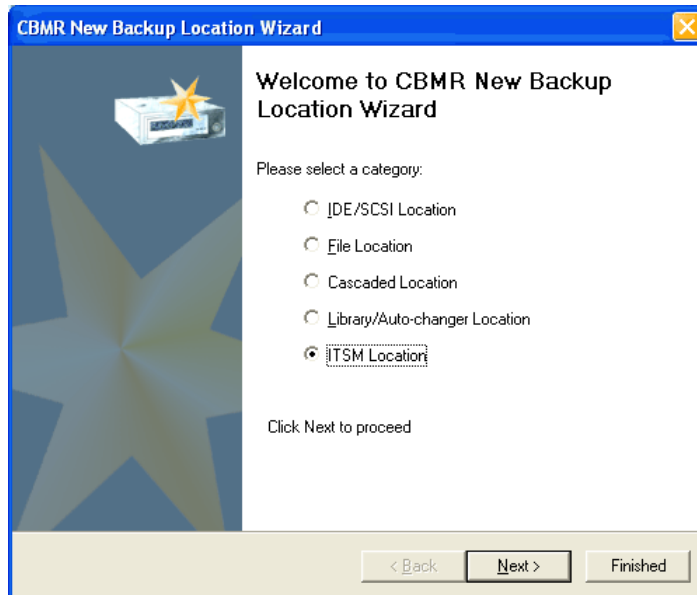 CBMR New Backup Location Wizard
Welcome to CBMR New Backup
Location Wizard
Please select a category:
IDE/SCSI Location
File Location
Cascaded Location
Library/Auto-changer Location
ITSM Location
Click Next to proceed
< Back
Next >
Finished